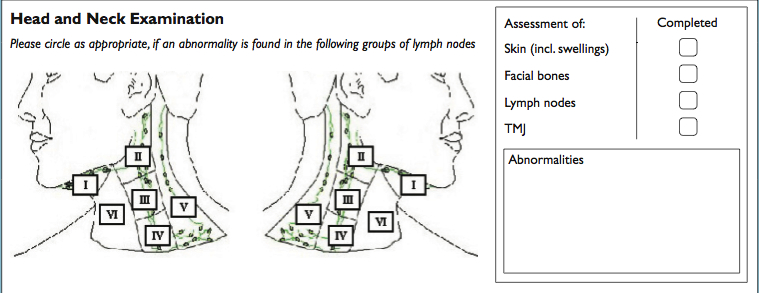 Head and Neck Examination
Please circle as appropriate, if an abnormality is found in the following groups of lymph nodes
II II
I I
III III
V V
VI VI
IV IV
Assessment of: Completed
Skin (incl. swellings)
Facial bones
Lymph nodes
TMJ
Abnormalities